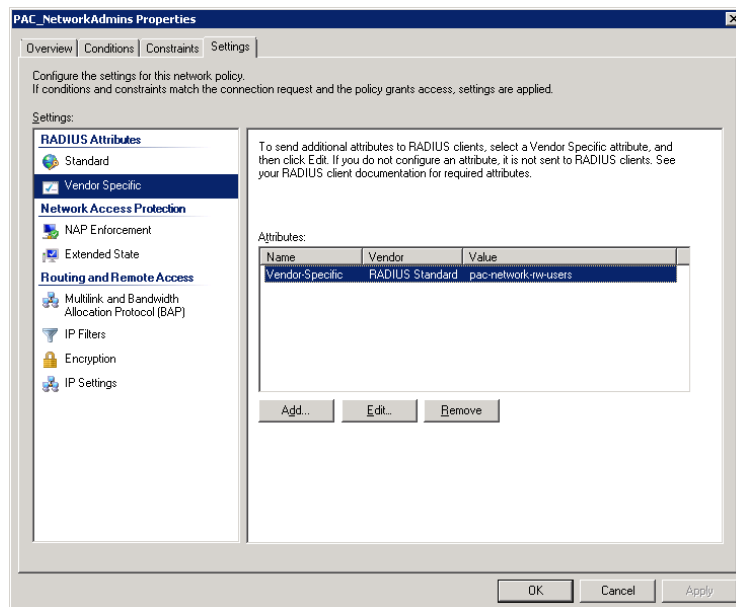 PAC_NetworkAdmins Properties
Overview
Conditions
Constraints
Settings
Configure the settings for this network policy.
If conditions and constraints match the connection request and the policy grants access, settings are applied.
Settings:
RADIUS Attributes
Standard
Vendor Specific
Network Access Protection
NAP Enforcement
Extended State
Routing and Remote Access
Multilink and Bandwidth
Allocation Protocol (BAP)
IP Filters
Encryption
IP Settings
To send additional attributes to RADIUS clients, select a Vendor Specific attribute, and
then click Edit. If you do not configure an attribute, it is not sent to RADIUS clients. See
your RADIUS client documentation for required attributes.
Attributes:
Name Vendor Value
Vendor-Specific RADIUS Standard pac-network-rw-users
Add... Edit... Remove
OK Cancel Apply